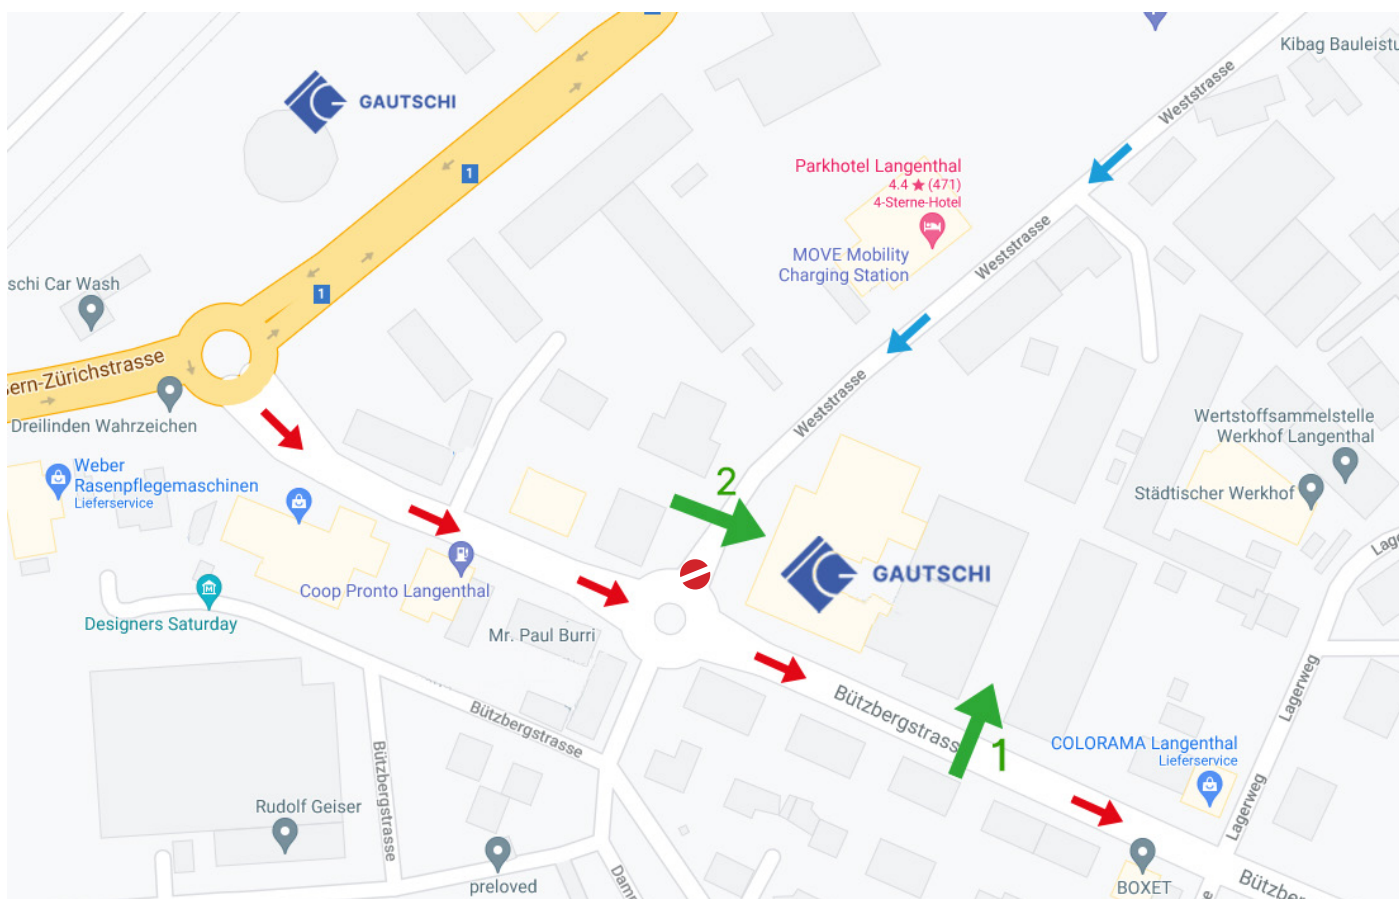 Kibag Bauleistu
GAUTSCHI
Weststrasse
1
Parkhotel Langenthal
4.4 ★ (471)
4-Sterne-Hotel
Weststrasse
MOVE Mobility
Charging Station
schi Car Wash
1
ern-Zürichstrasse
Weststrasse
Dreilinden Wahrzeichen
Wertstoffsammelstelle
Werkhof Langenthal
Weber
Rasenpflegemaschinen
Lieferservice
2
Städtischer Werkhof
Lage
GAUTSCHI
Coop Pronto Langenthal
Designers Saturday
Mr. Paul Burri
Lagerweg
Bützbergstrass
Bützbergstrasse
1
COLORAMA Langenthal
Lieferservice
Bützbergstrasse
Rudolf Geiser
Lagerweg
preloved
Dam
BOXET
Bützber